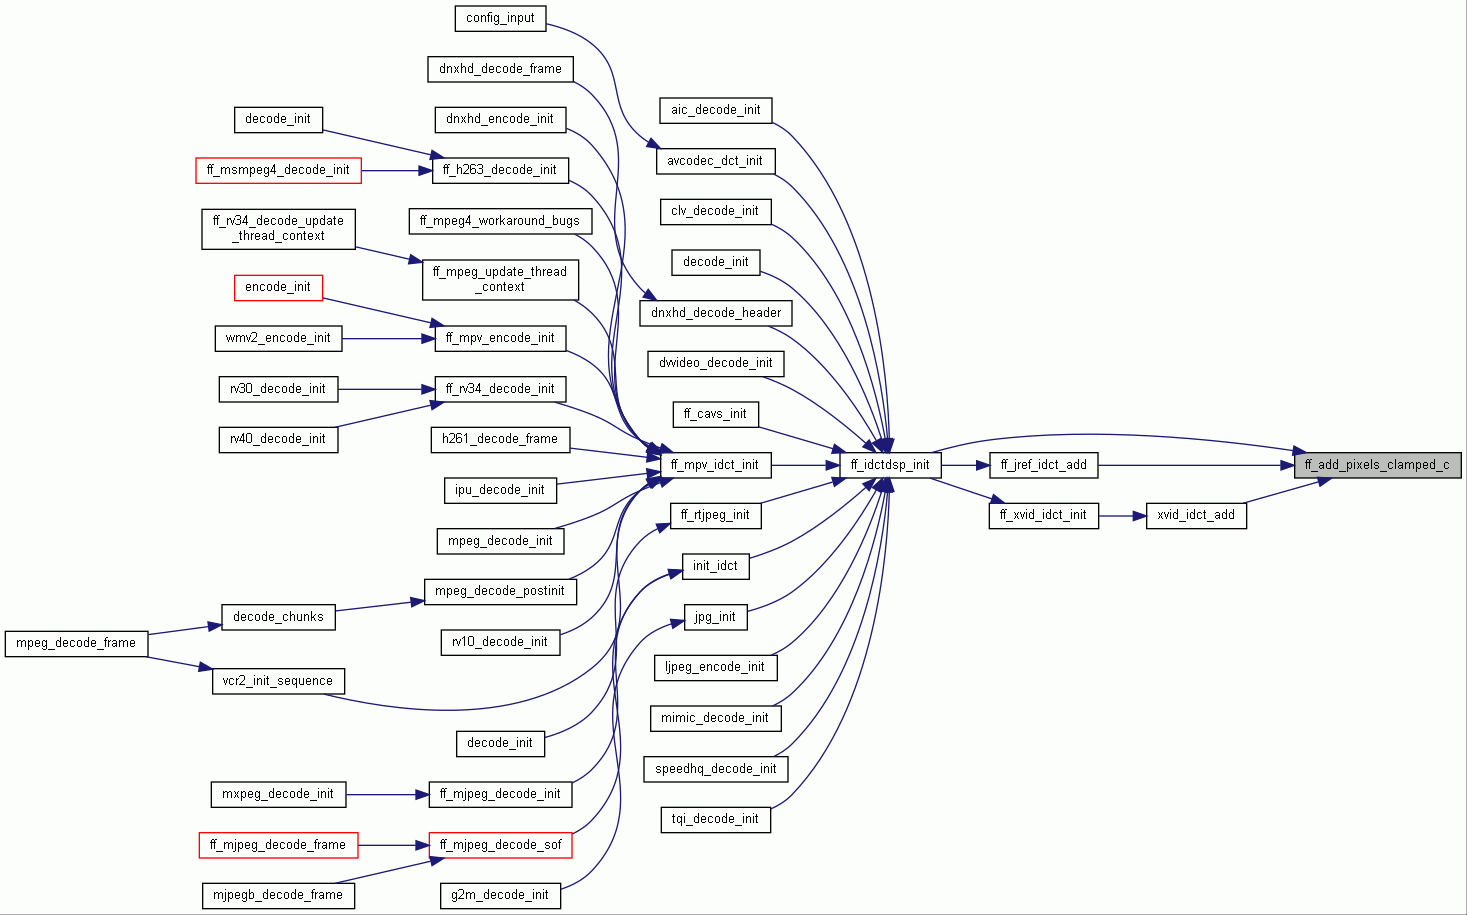 config_input
dnxhd_decode_frame
aic_decode_init
decode_init
dnxhd_encode_init
avcodec_dct_init
ff_msmpeg4_decode_init
ff_h263_decode_init
clv_decode_init
ff_rv34_decode_update
_thread_context
ff_mpeg4_workaround_bugs
decode_init
ff_mpeg_update_thread
_context
encode_init
dnxhd_decode_header
wmv2_encode_init
ff_mpv_encode_init
dvvideo_decode_init
rv30_decode_init
ff_rv34_decode_init
ff_cavs_init
rv40_decode_init
h261_decode_frame
ff_mpv_idct_init
ff_idctdsp_init
ff_jref_idct_add
ff_add_pixels_clamped_c
ipu_decode_init
ff_rtjpeg_init
ff_xvid_idct_init
xvid_idct_add
mpeg_decode_init
init_idct
mpeg_decode_postinit
decode_chunks
jpg_init
mpeg_decode_frame
rv10_decode_init
ljpeg_encode_init
vcr2_init_sequence
mimic_decode_init
decode_init
speedhq_decode_init
mxpeg_decode_init
ff_mjpeg_decode_init
tqi_decode_init
ff_mjpeg_decode_frame
ff_mjpeg_decode_sof
mjpegb_decode_frame
g2m_decode_init